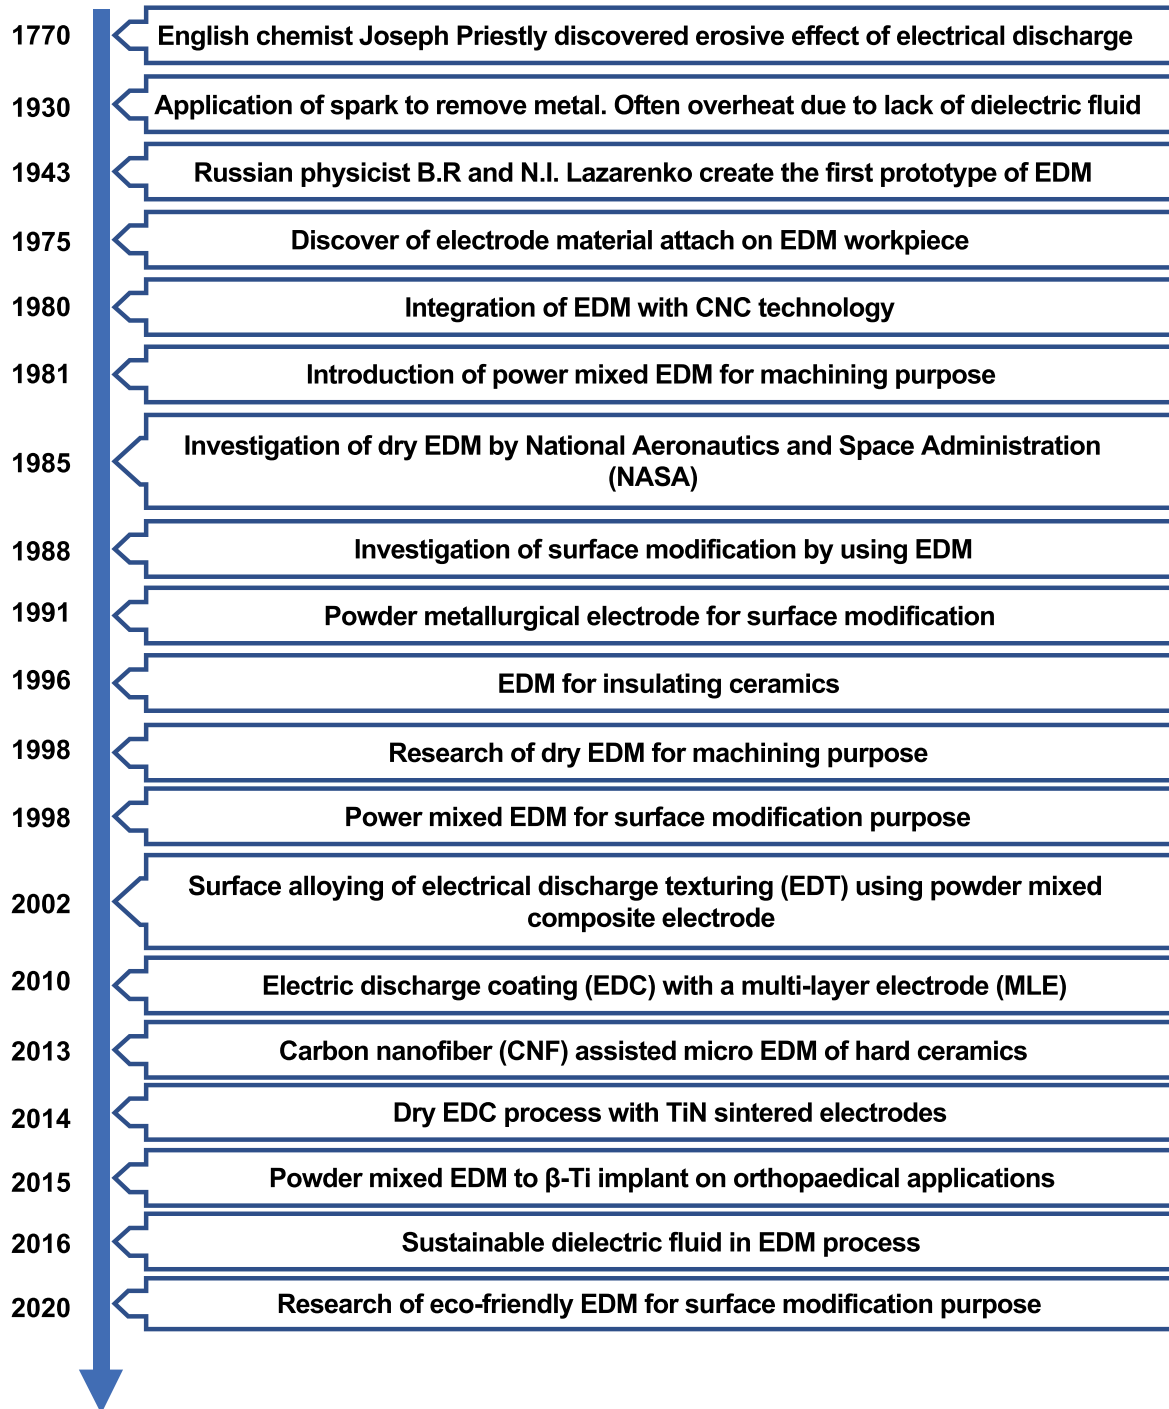 1770
English chemist Joseph Priestly discovered erosive effect of electrical discharge
1930
Application of spark to remove metal. Often overheat due to lack of dielectric fluid
1943
Russian physicist B.R and N.I. Lazarenko create the first prototype of EDM
1975
Discover of electrode material attach on EDM workpiece
1980
Integration of EDM with CNC technology
1981
Introduction of power mixed EDM for machining purpose
1985
Investigation of dry EDM by National Aeronautics and Space Administration
(NASA)
1988
Investigation of surface modification by using EDM
1991
Powder metallurgical electrode for surface modification
1996
EDM for insulating ceramics
1998
Research of dry EDM for machining purpose
1998
Power mixed EDM for surface modification purpose
2002
Surface alloying of electrical discharge texturing (EDT) using powder mixed
composite electrode
2010
Electric discharge coating (EDC) with a multi-layer electrode (MLE)
2013
Carbon nanofiber (CNF) assisted micro EDM of hard ceramics
2014
Dry EDC process with TiN sintered electrodes
2015
Powder mixed EDM to β-Ti implant on orthopaedical applications
2016
Sustainable dielectric fluid in EDM process
2020
Research of eco-friendly EDM for surface modification purpose